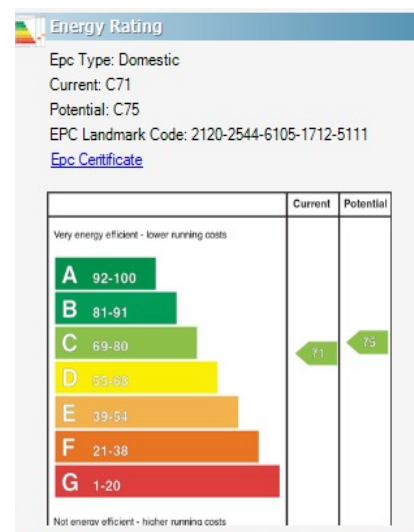 Energy Rating
Epc Type: Domestic
Current: C71
Potential: C75
EPC Landmark Code: 2120-2544-6105-1712-5111
Epc Ceritificate
Current Potential
Very energy efficient - lower running costs
A 92-100
B 81-91
C 69-80
71
75
D 55-68
E 39-54
F 21-38
G 1-20
Not energy efficient - higher running costs